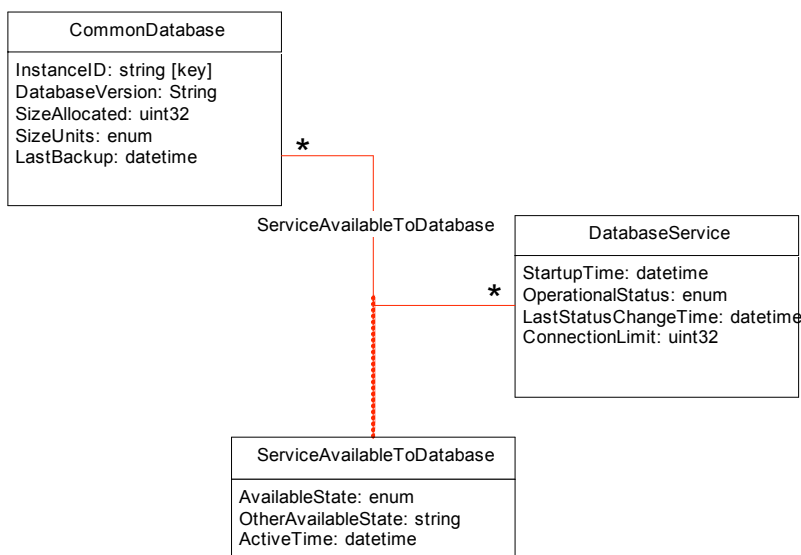 CommonDatabase
InstanceID: string [key]
DatabaseVersion: String
SizeAllocated: uint32
SizeUnits: enum
LastBackup: datetime
*
ServiceAvailableToDatabase
*
DatabaseService
StartupTime: datetime
OperationalStatus: enum
LastStatusChangeTime: datetime
ConnectionLimit: uint32
ServiceAvailableToDatabase
AvailableState: enum
OtherAvailableState: string
ActiveTime: datetime